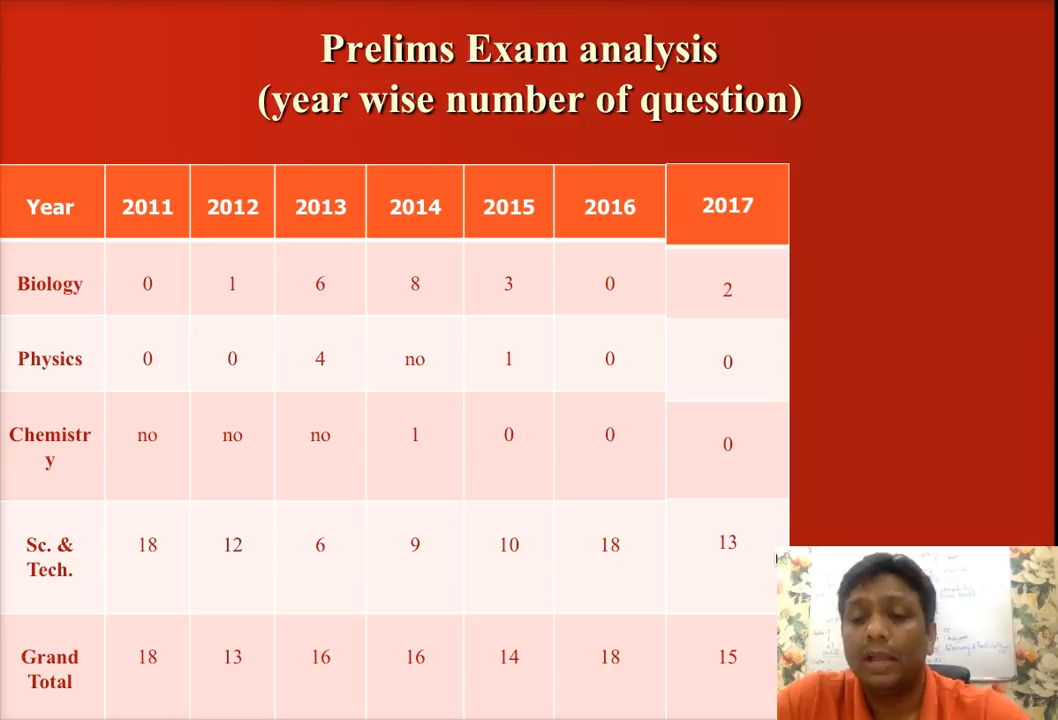 Prelims Exam analysis
(year wise number of question)
Year 2011 2012 2013 2014 2015 2016 2017
Biology 0 1 6 8 3 0 2
Physics 0 0 4 no 1 0 0
Chemistr
y no no no 1 0 0 0
Sc. &
Tech. 18 12 6 9 10 18 13
Grand
Total 18 13 16 16 14 18 15